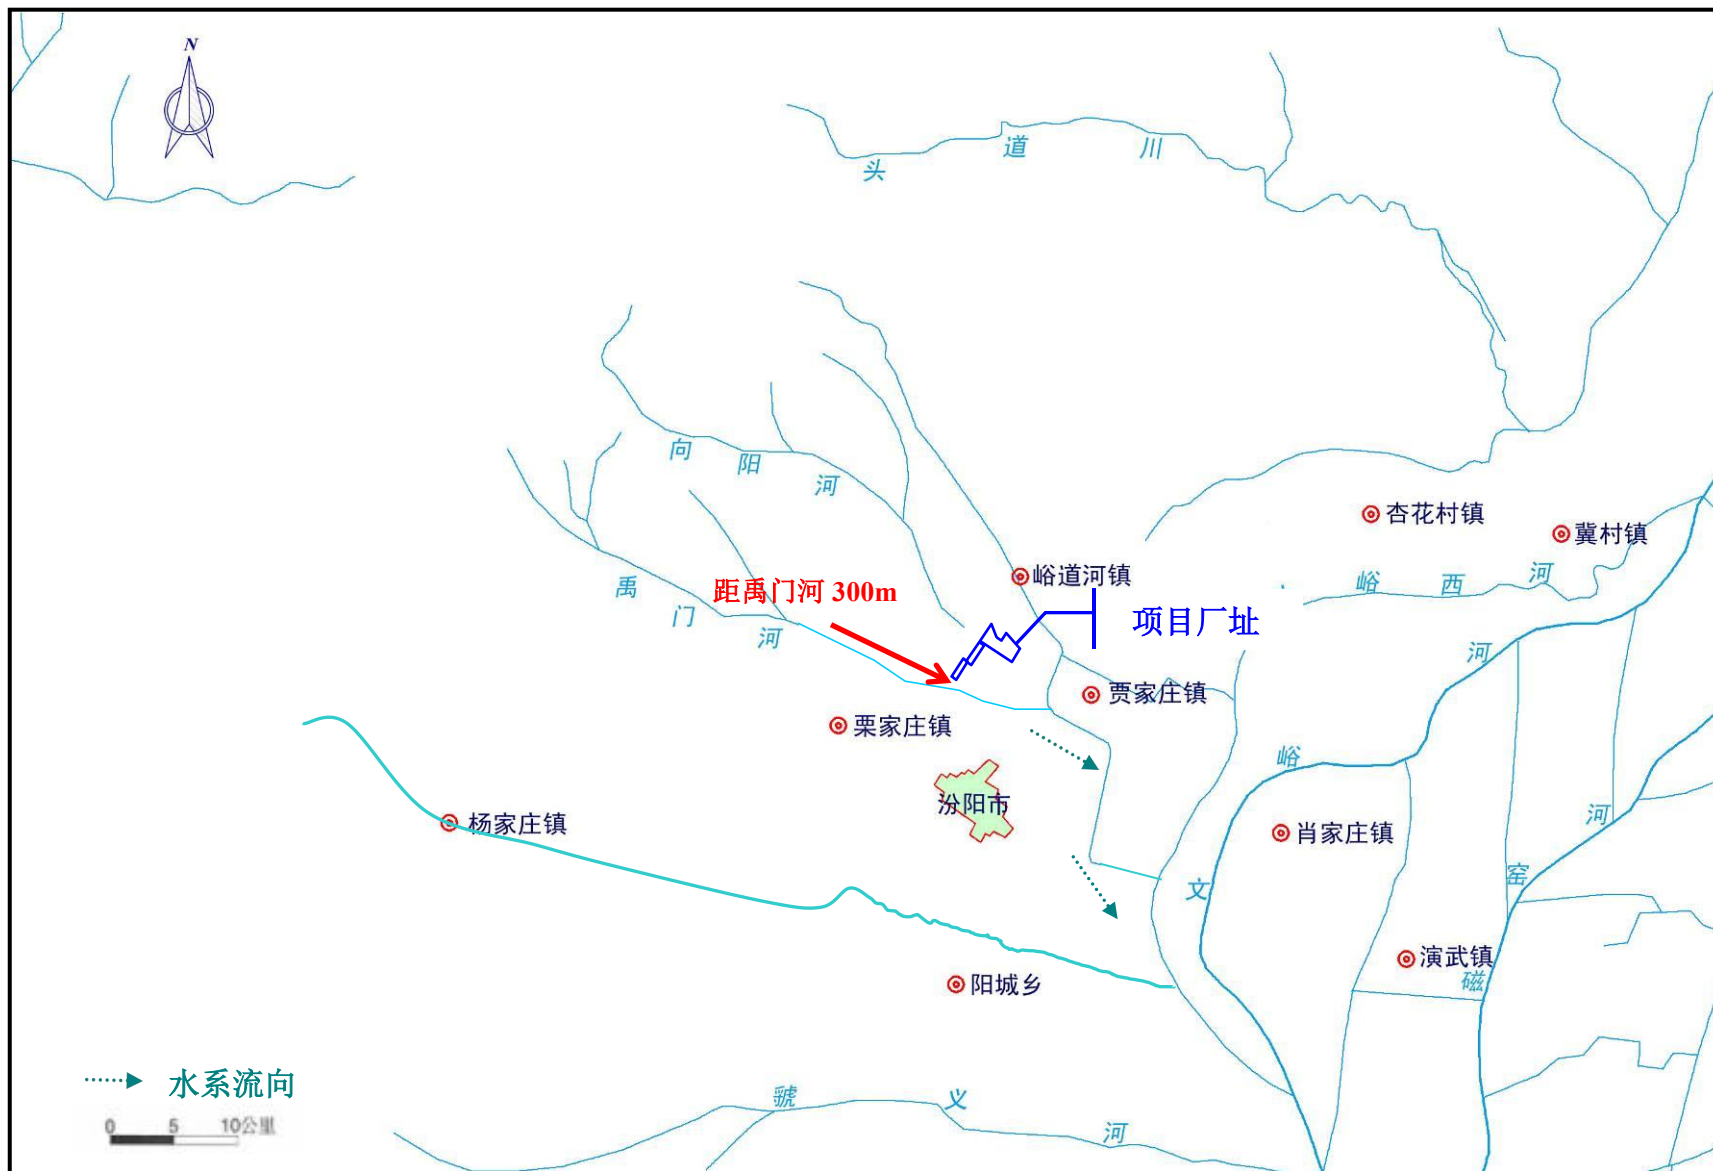 N
头道川
向阳河
杏花村镇
冀村镇
峪道河镇
距禹门河 300m
禹门河
峪西河
项目厂址
贾家庄镇
栗家庄镇
汾阳市
杨家庄镇
肖家庄镇
文峪河
演武镇
磁窑河
阳城乡
水系流向
虢义河
0 5 10公里